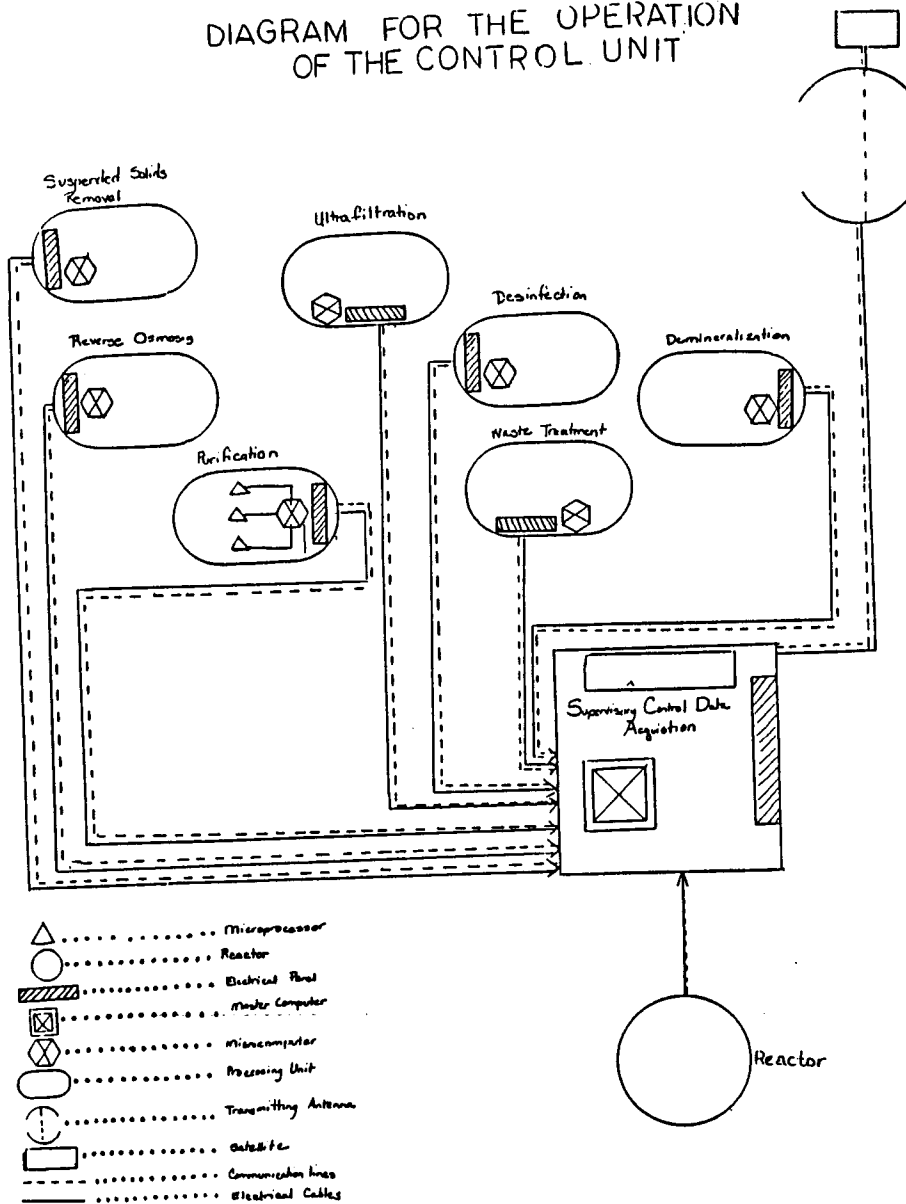 DIAGRAM FOR THE OPERATION
OF THE CONTROL UNIT
Suspended Solids
Removal
Ultrafiltration
Desinfection
Demineralization
Reverse Osmosis
Waste Treatment
Purification
Supervising Control Data
Acquistion
Reactor
Microprocessor
Reactor
Electrical Panel
Master Computer
Microcomputer
Processing Unit
Transmitting Antenna
Satellite
Communication lines
Electrical Cables